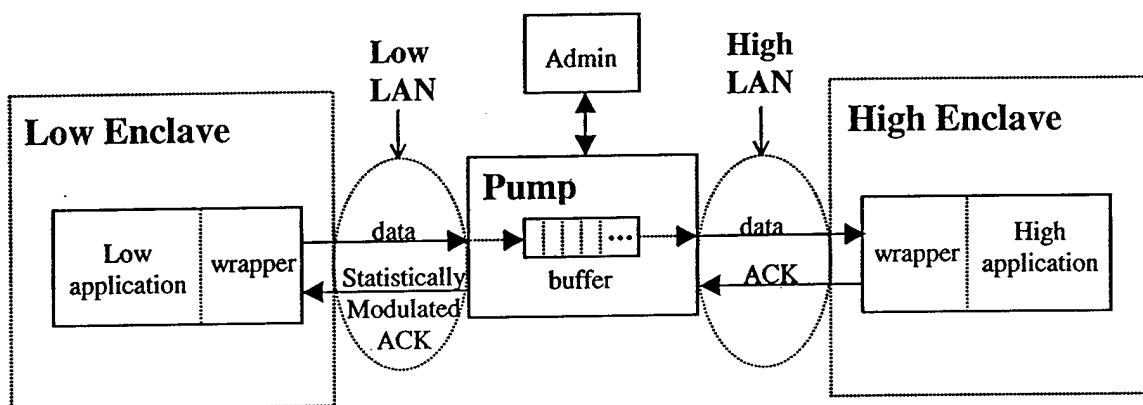 Low
LAN
Admin
High
LAN
Low Enclave
High Enclave
Pump
Low
application
wrapper
data
Statistically
Modulated
ACK
buffer
data
ACK
wrapper
High
application